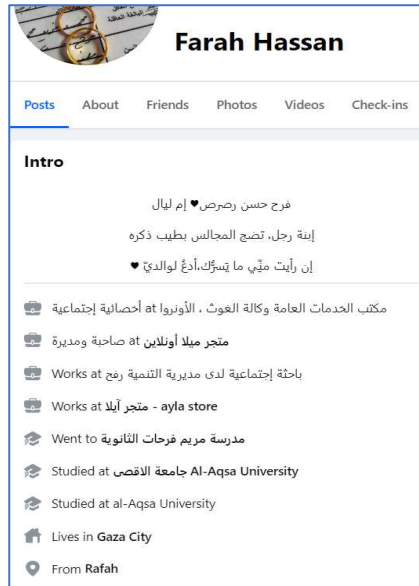 Farah Hassan
Posts About Friends Photos Videos Check-ins
Intro
فرح حسن رصرص♥ إم ليال
إبنة رجل، تضج المجالس بطيب ذكره
إن رأيت منّي ما يَسرُّك،أدعُ لوالديّ ♥
أخصائية إجتماعية at مكتب الخدمات العامة وكالة الغوث ، الأونروا
صاحبة ومديرة at متجر ميلا أونلاين
Works at باحثة إجتماعية لدى مديرية التنمية رفح
Works at متجر آيلا - ayla store
Went to مدرسة مريم فرحات الثانوية
Studied at جامعة الاقصى Al-Aqsa University
Studied at al-Aqsa University
Lives in Gaza City
From Rafah